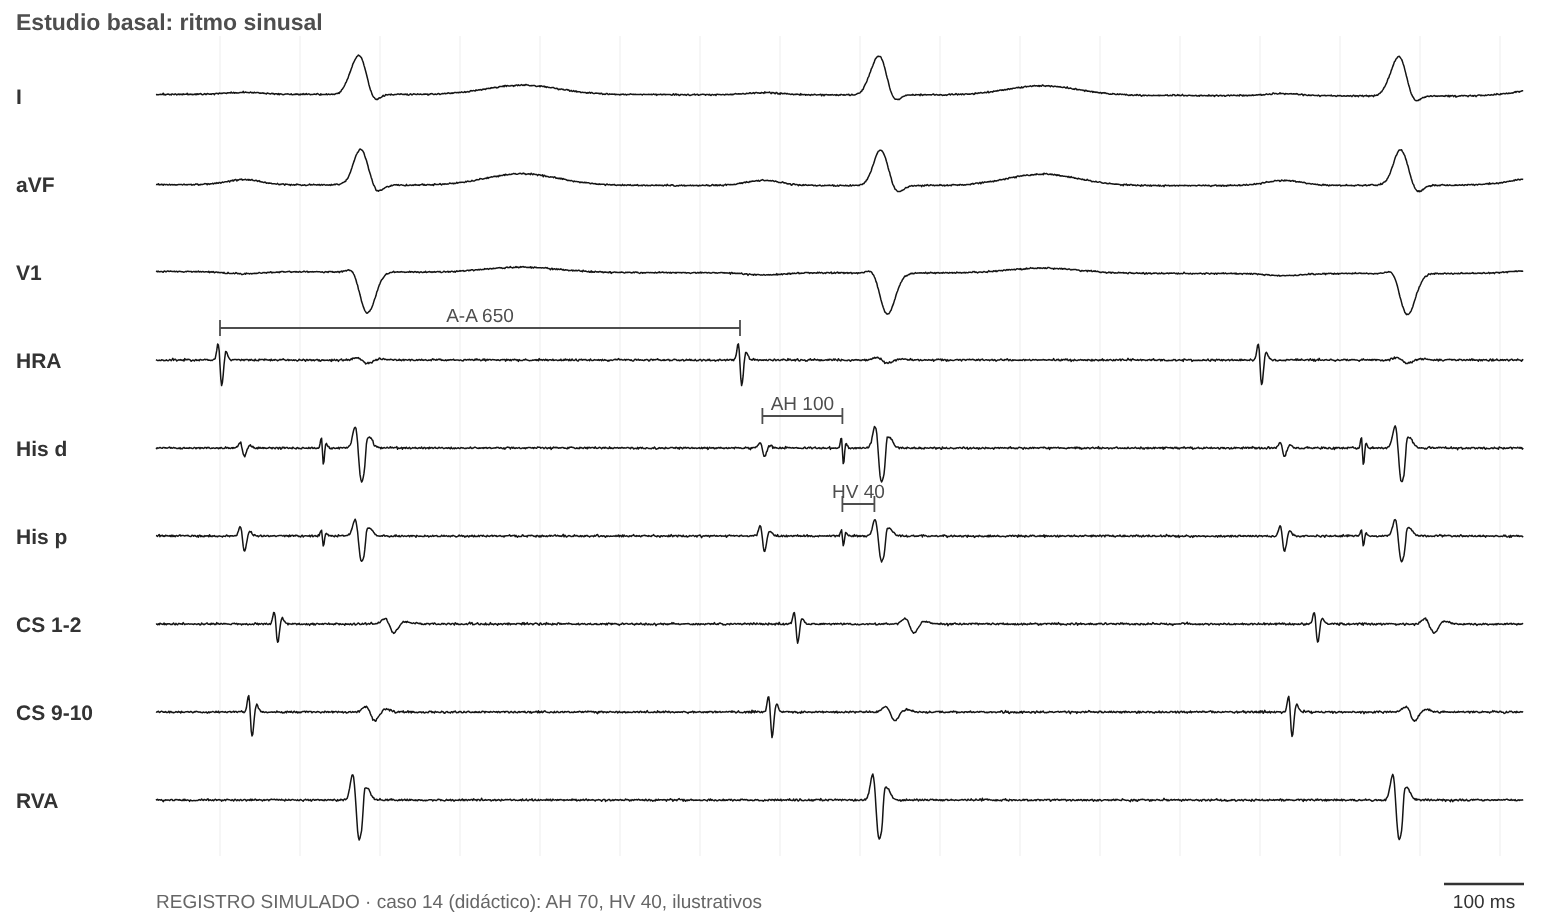 Estudio basal: ritmo sinusal
I
aVF
V1
A-A 650
HRA
AH 100
His d
HV 40
His p
CS 1-2
CS 9-10
RVA
REGISTRO SIMULADO · caso 14 (didáctico): AH 70, HV 40, ilustrativos
100 ms